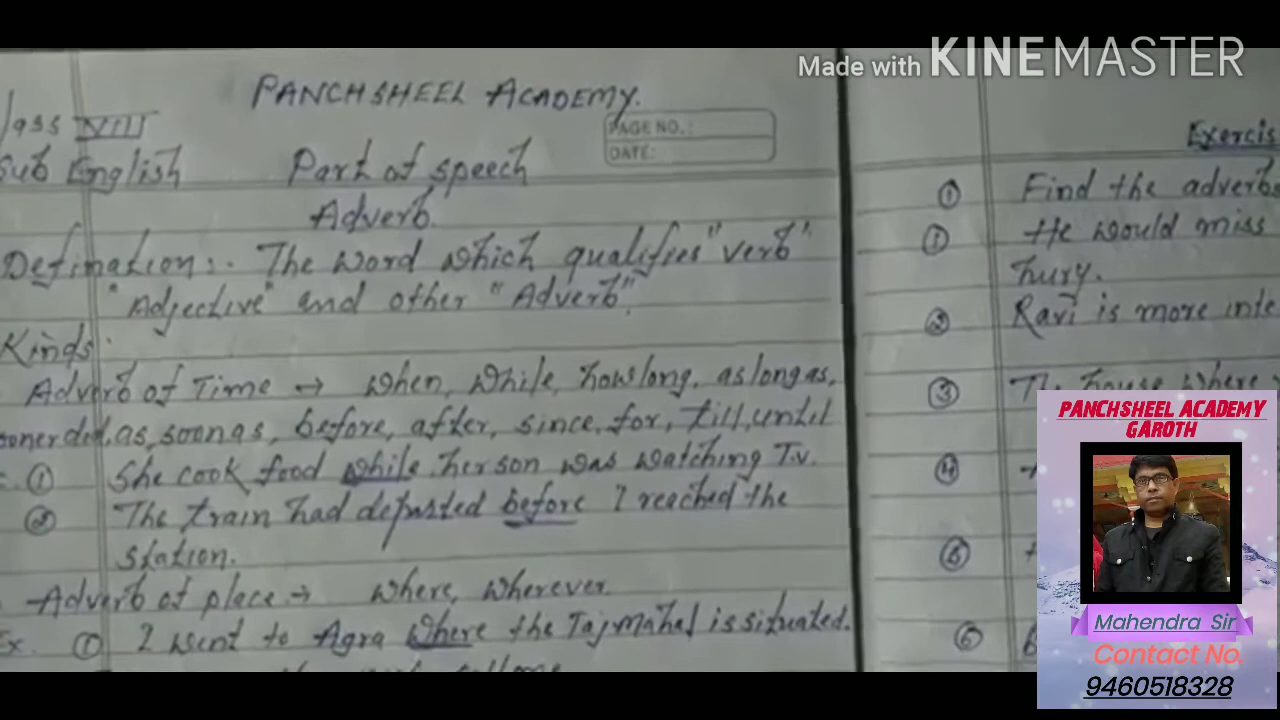 Made with KINEMASTER
PANCHSHEEL ACADEMY.
lass VIII
PAGE NO.:
DATE:
Sub English Part of speech
Adverb.
Defination:- The word which qualifies "verb"
"Adjective" and other "Adverb".
Kinds.
Adverb of Time → when, while, how long, as long as,
as, soon as, before, after, since, for, till, until
① She cook food while her son was watching T.v.
② The train had departed before I reached the
station.
Adverb of place → where, wherever.
Ex. ① I went to Agra where the Tajmahal is situated.
Exercis
① Find the adverbs
① He would miss
hury.
② Ravi is more inte
③ The house where
④
⑤
⑥ B
PANCHSHEEL ACADEMY
GAROTH
Mahendra Sir
Contact No.
9460518328